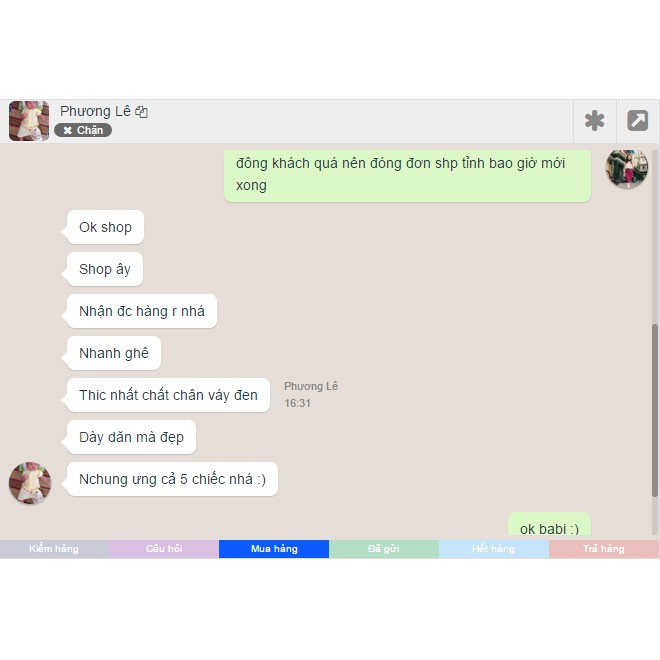 Phương Lê
Chặn
đông khách quá nên đóng đơn shp tỉnh bao giờ mới
xong
Ok shop
Shop ây
Nhận đc hàng r nhá
Nhanh ghê
Thic nhất chất chân váy đen
Phương Lê
16:31
Dày dăn mà đẹp
Nchung ưng cả 5 chiếc nhá :)
ok babi :)
Kiểm hàng
Câu hỏi
Mua hàng
Đã gửi
Hết hàng
Trả hàng